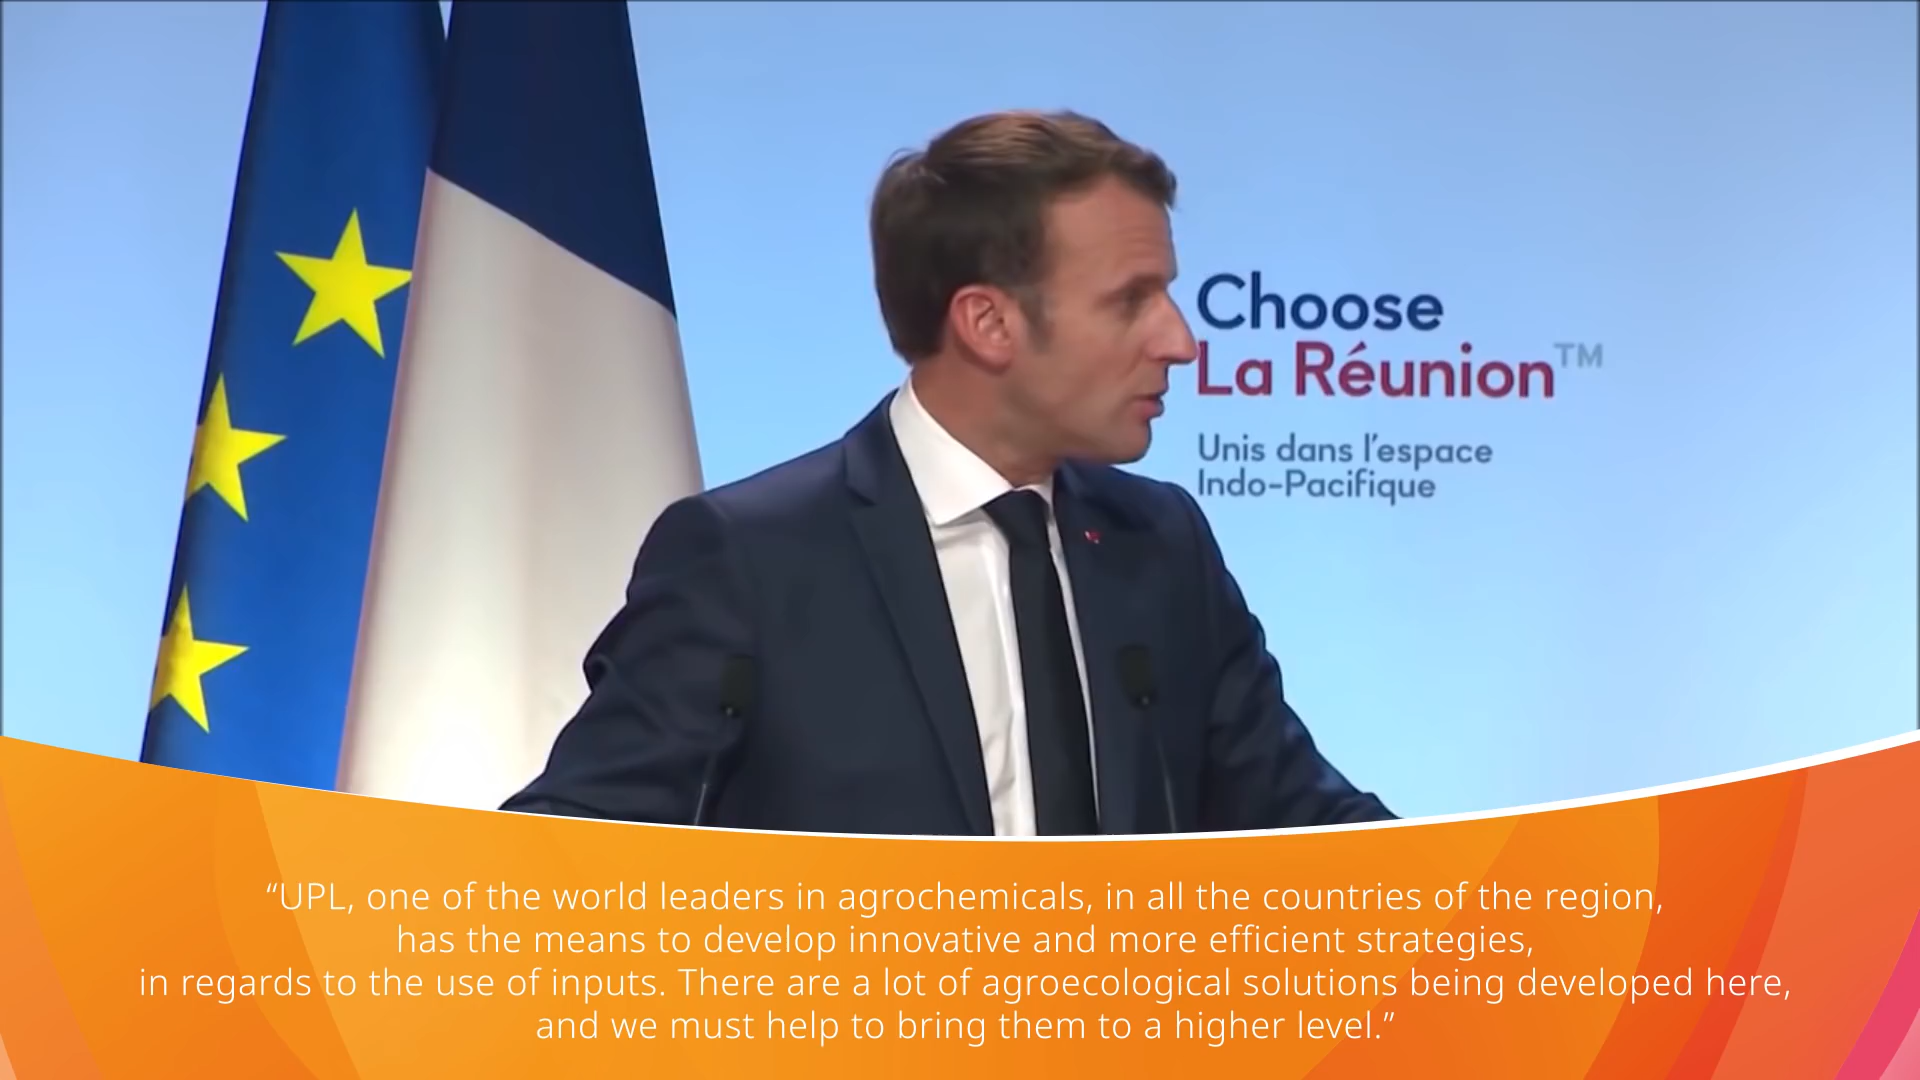 Choose
La Réunion™
Unis dans l'espace
Indo-Pacifique
“UPL, one of the world leaders in agrochemicals, in all the countries of the region,
has the means to develop innovative and more efficient strategies,
in regards to the use of inputs. There are a lot of agroecological solutions being developed here,
and we must help to bring them to a higher level.”